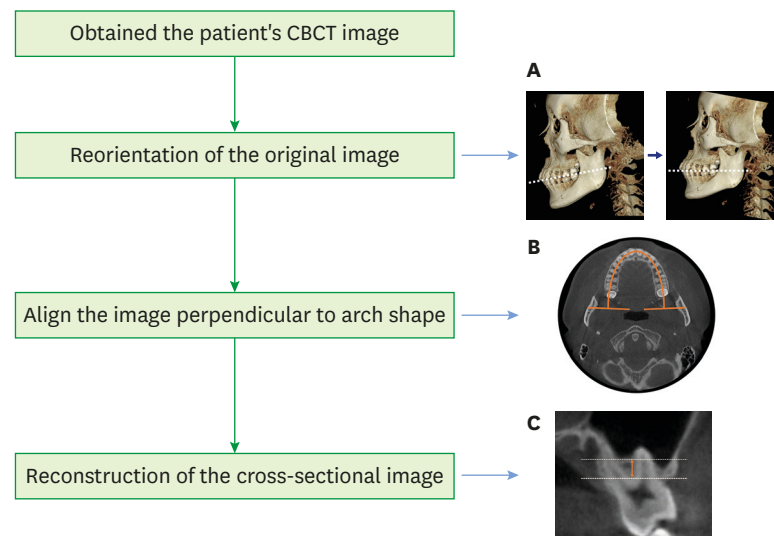 Obtained the patient's CBCT image
A
Reorientation of the original image
B
Align the image perpendicular to arch shape
C
Reconstruction of the cross-sectional image